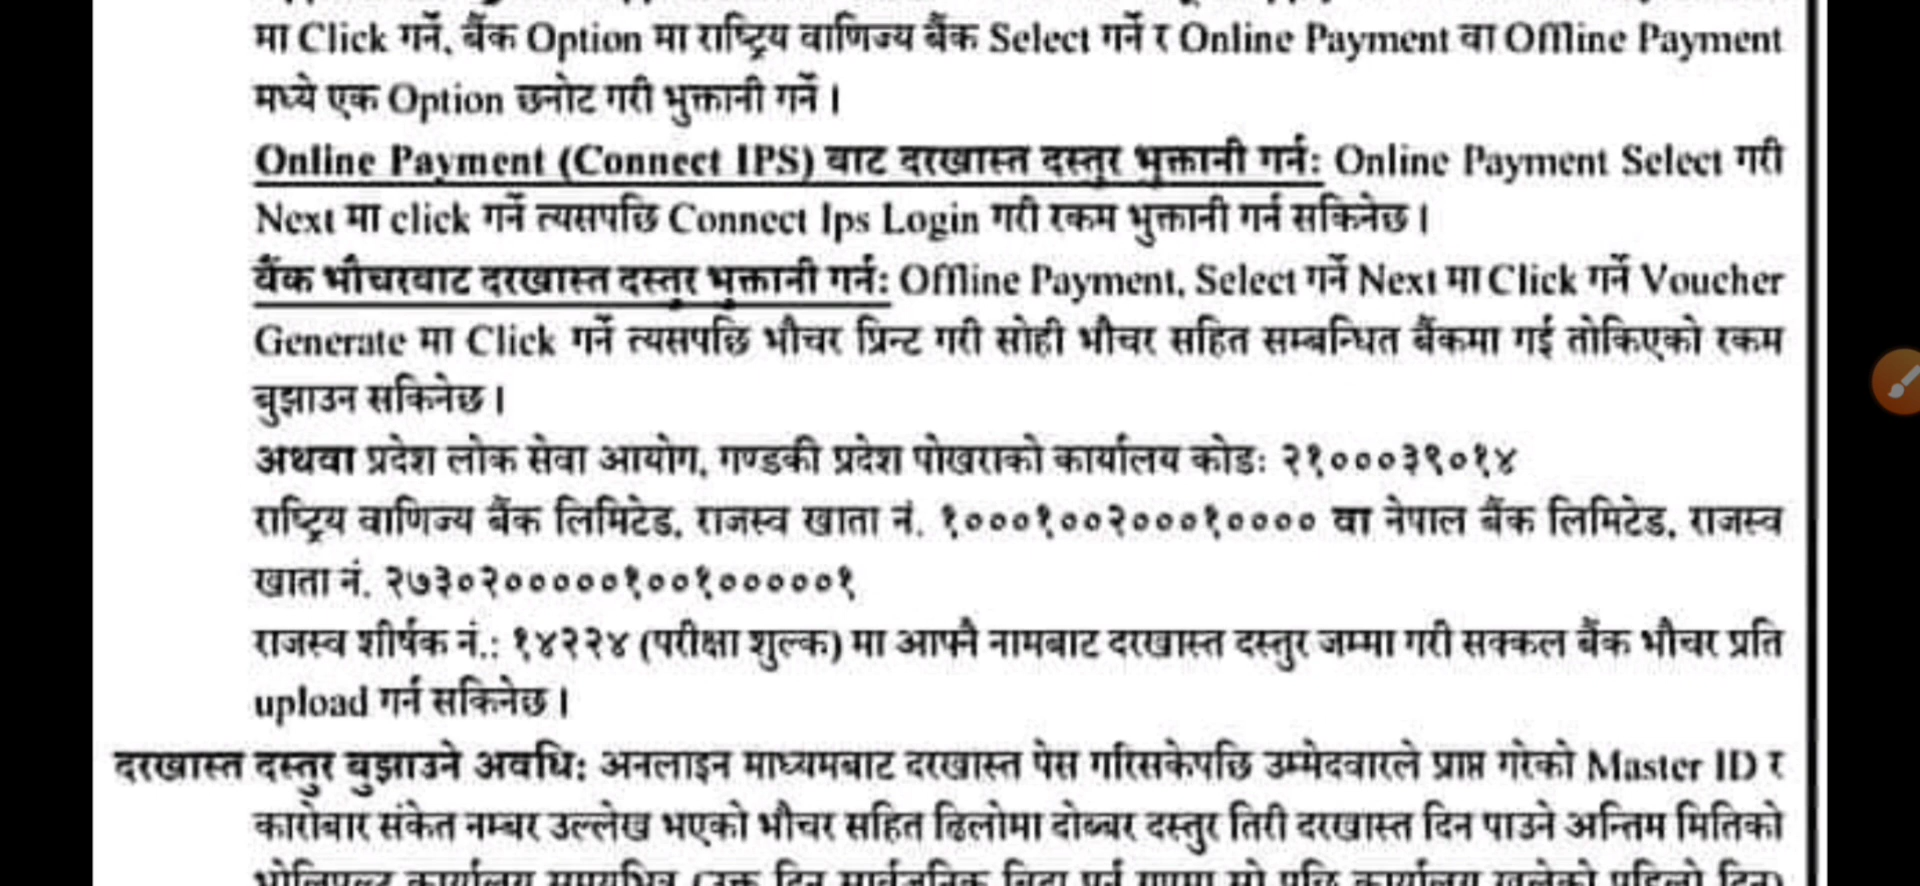 मा Click गर्ने, बैंक Option मा राष्ट्रिय वाणिज्य बैंक Select गर्ने र Online Payment वा Offline Payment
मध्ये एक Option छनोट गरी भुक्तानी गर्ने ।
Online Payment (Connect IPS) बाट दरखास्त दस्तुर भुक्तानी गर्नः Online Payment Select गरी
Next मा click गर्ने त्यसपछि Connect Ips Login गरी रकम भुक्तानी गर्न सकिनेछ ।
बैंक भौचरबाट दरखास्त दस्तुर भुक्तानी गर्नः Offline Payment, Select गर्ने Next मा Click गर्ने Voucher
Generate मा Click गर्ने त्यसपछि भौचर प्रिन्ट गरी सोही भौचर सहित सम्बन्धित बैंकमा गई तोकिएको रकम
बुझाउन सकिनेछ ।
अथवा प्रदेश लोक सेवा आयोग, गण्डकी प्रदेश पोखराको कार्यालय कोडः २१०००३९०१४
राष्ट्रिय वाणिज्य बैंक लिमिटेड, राजस्व खाता नं. १०००१००२०००१०००० वा नेपाल बैंक लिमिटेड, राजस्व
खाता नं. २७३०२०००००१००१०००००१
राजस्व शीर्षक नं.: १४२२४ (परीक्षा शुल्क) मा आफ्नै नामबाट दरखास्त दस्तुर जम्मा गरी सक्कल बैंक भौचर प्रति
upload गर्न सकिनेछ ।
दरखास्त दस्तुर बुझाउने अवधिः अनलाइन माध्यमबाट दरखास्त पेस गरिसकेपछि उम्मेदवारले प्राप्त गरेको Master ID र
कारोबार संकेत नम्बर उल्लेख भएको भौचर सहित ढिलोमा दोब्बर दस्तुर तिरी दरखास्त दिन पाउने अन्तिम मितिको